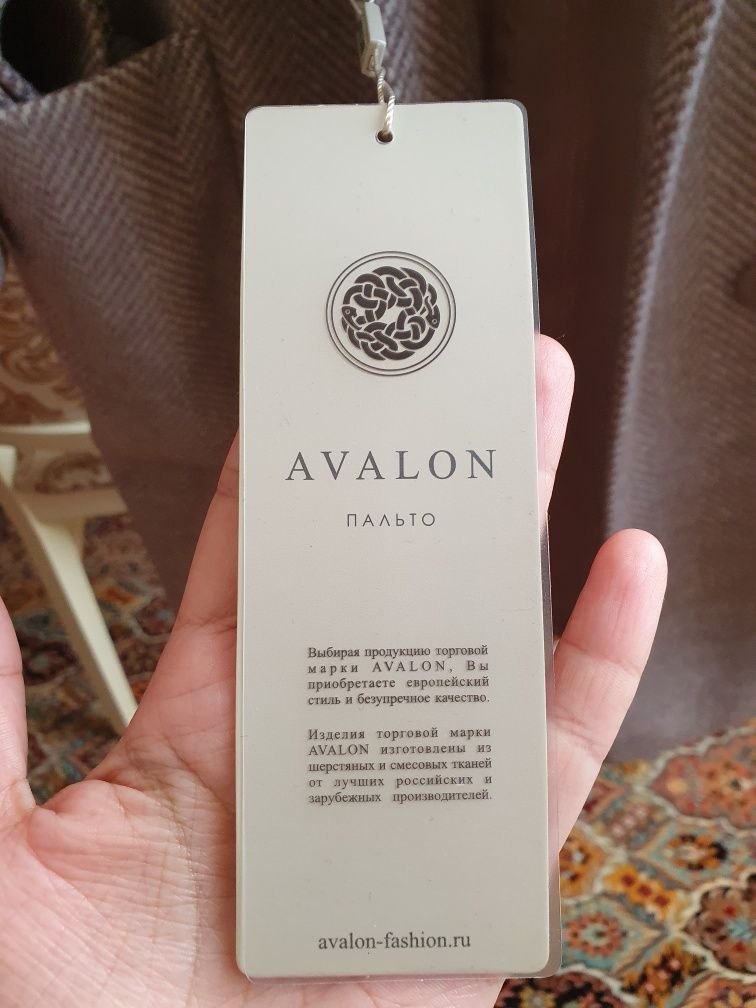 AVALON
ПАЛЬТО
Выбирая продукцию торговой
марки AVALON, Вы
приобретаете европейский
стиль и безупречное качество.
Изделия торговой марки
AVALON изготовлены из
шерстяных и смесовых тканей
от лучших российских и
зарубежных производителей.
avalon-fashion.ru